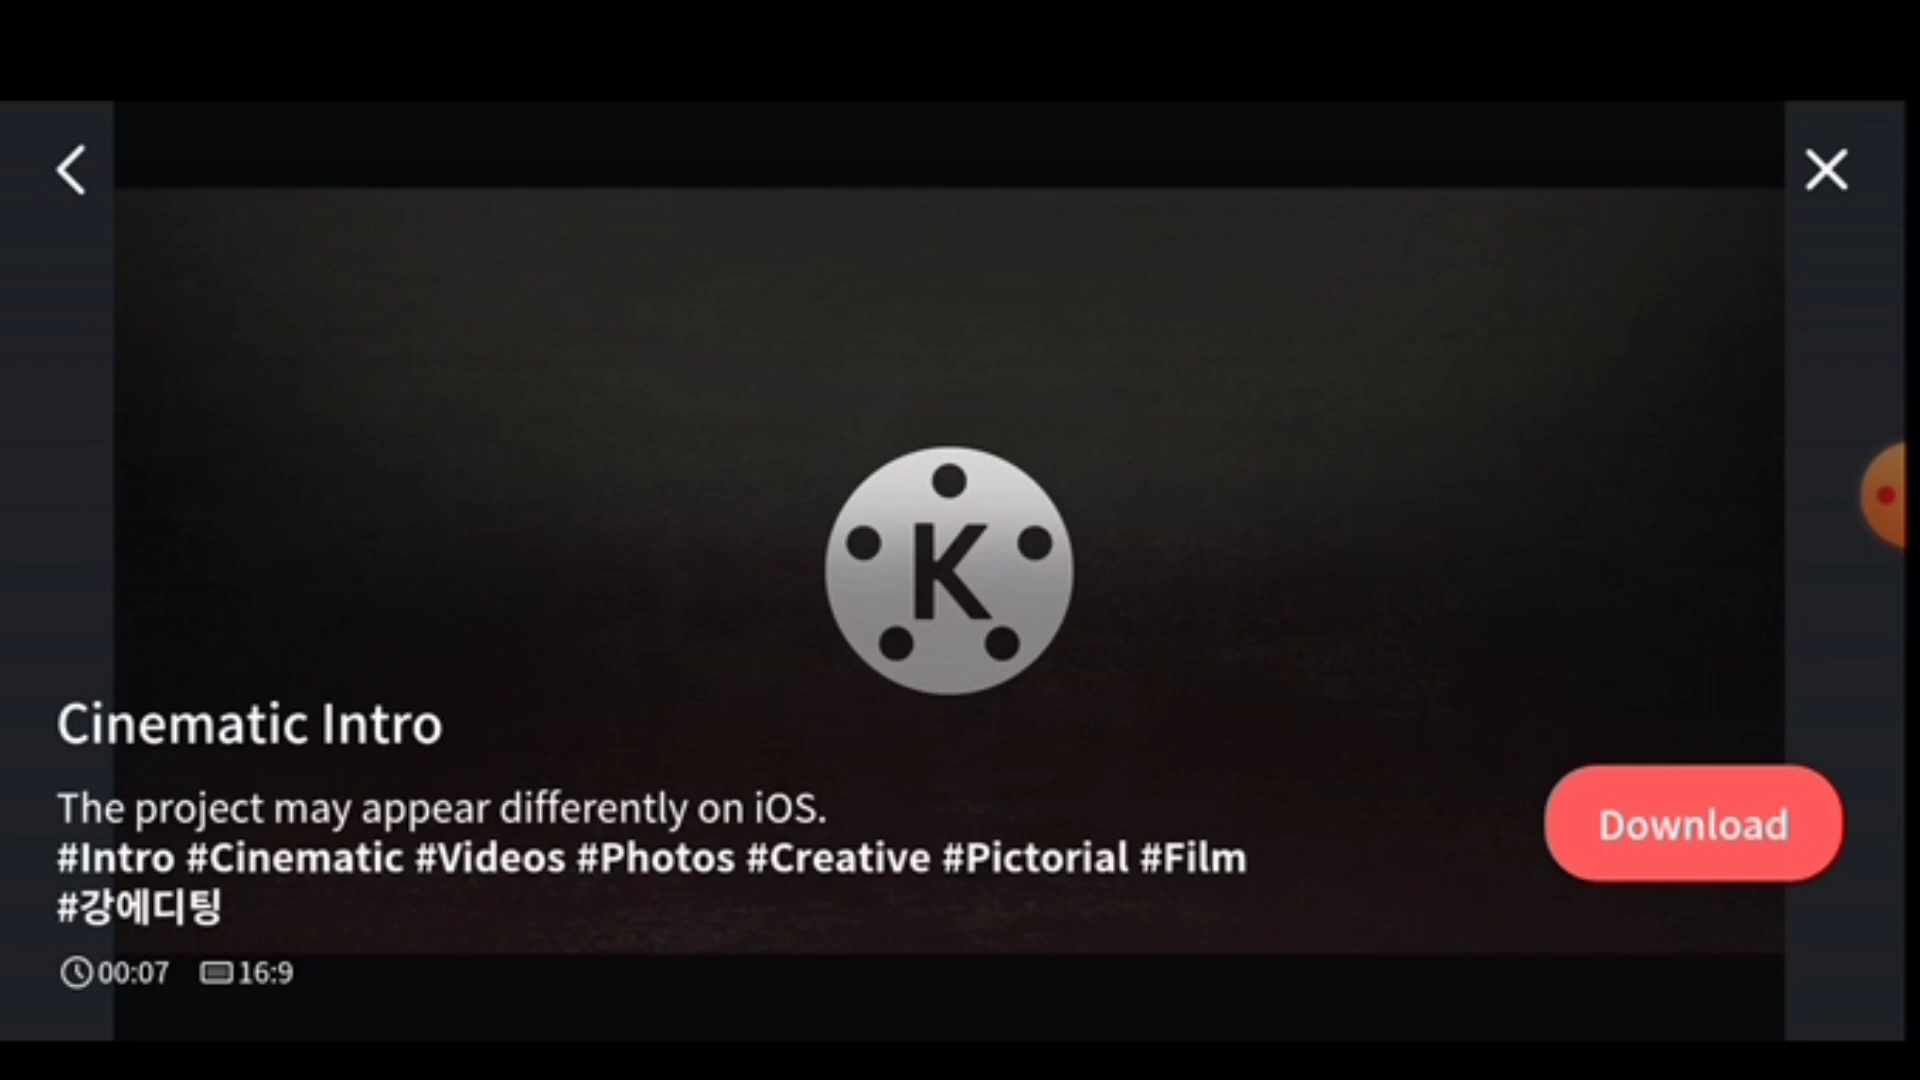 K
Cinematic Intro
The project may appear differently on iOS.
#Intro #Cinematic #Videos #Photos #Creative #Pictorial #Film
#강에디팅
Download
00:07 16:9